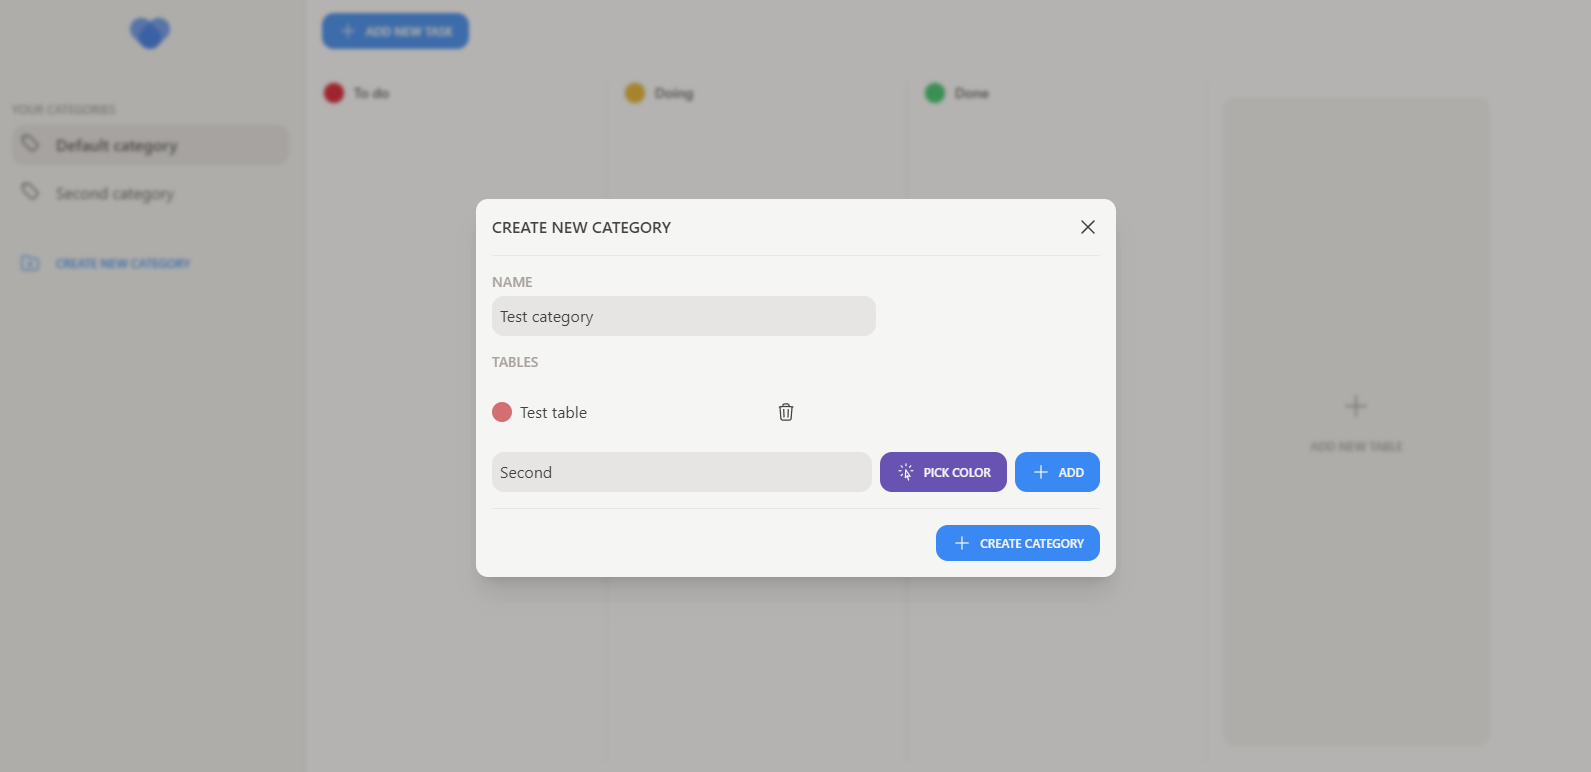 ADD NEW TASK
To do
Doing
Done
YOUR CATEGORIES
Default category
Second category
CREATE NEW CATEGORY
CREATE NEW CATEGORY
NAME
Test category
TABLES
Test table
Second
PICK COLOR
ADD
CREATE CATEGORY
ADD NEW TABLE